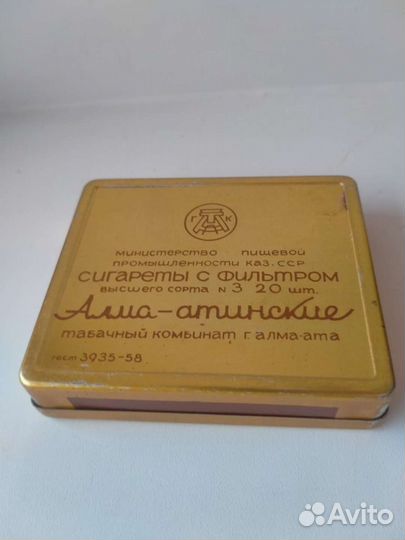 Г К
министерство пищевой
промышленности каз. ССР
сигареты с фильтром
высшего сорта N 3 20 шт.
Алма-атинские
табачный комбинат г. алма-ата
гост 3935-58
Avito